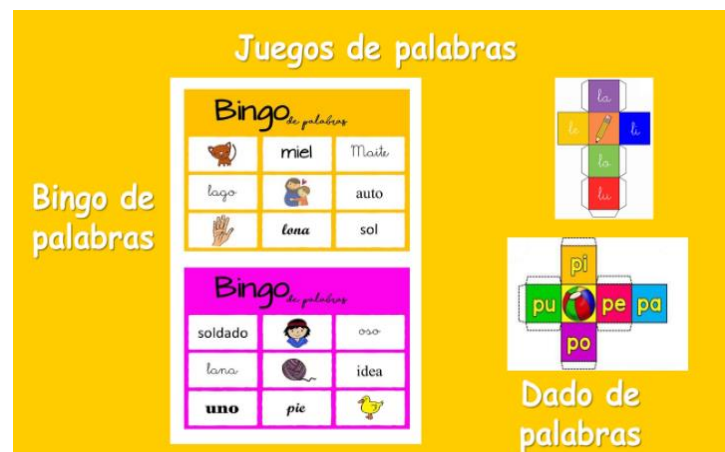 Juegos de palabras
Bingo de palabras
Bingo de palabras
miel Maite
lago auto
lona sol
Bingo de palabras
soldado oso
lana idea
uno pie
la
le li
lo
lu
pi
pu pe pa
po
Dado de
palabras